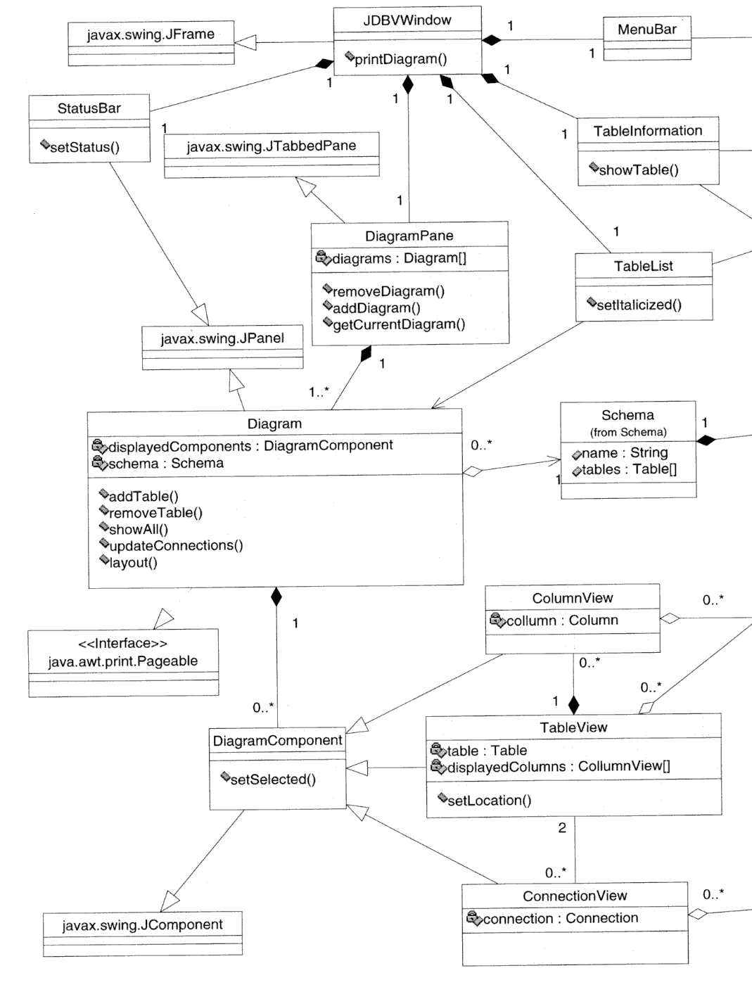 JDBVWindow
printDiagram()
javax.swing.JFrame
MenuBar
1
1
1
1
1
1
StatusBar
setStatus()
1
javax.swing.JTabbedPane
1
TableInformation
showTable()
1
1
DiagramPane
diagrams : Diagram[]
removeDiagram()
addDiagram()
getCurrentDiagram()
TableList
setItalicized()
javax.swing.JPanel
1
1..*
Diagram
displayedComponents : DiagramComponent
schema : Schema
addTable()
removeTable()
showAll()
updateConnections()
layout()
0..*
1
Schema
(from Schema)
name : String
tables : Table[]
1
1
ColumnView
collumn : Column
0..*
<<Interface>>
java.awt.print.Pageable
0..*
0..*
1
0..*
DiagramComponent
setSelected()
TableView
table : Table
displayedColumns : CollumnView[]
setLocation()
2
0..*
ConnectionView
connection : Connection
0..*
javax.swing.JComponent